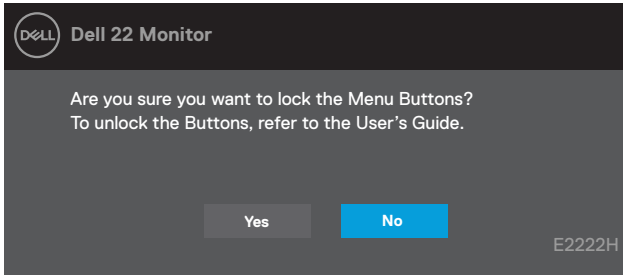 DELL Dell 22 Monitor
Are you sure you want to lock the Menu Buttons?
To unlock the Buttons, refer to the User’s Guide.
Yes No
E2222H